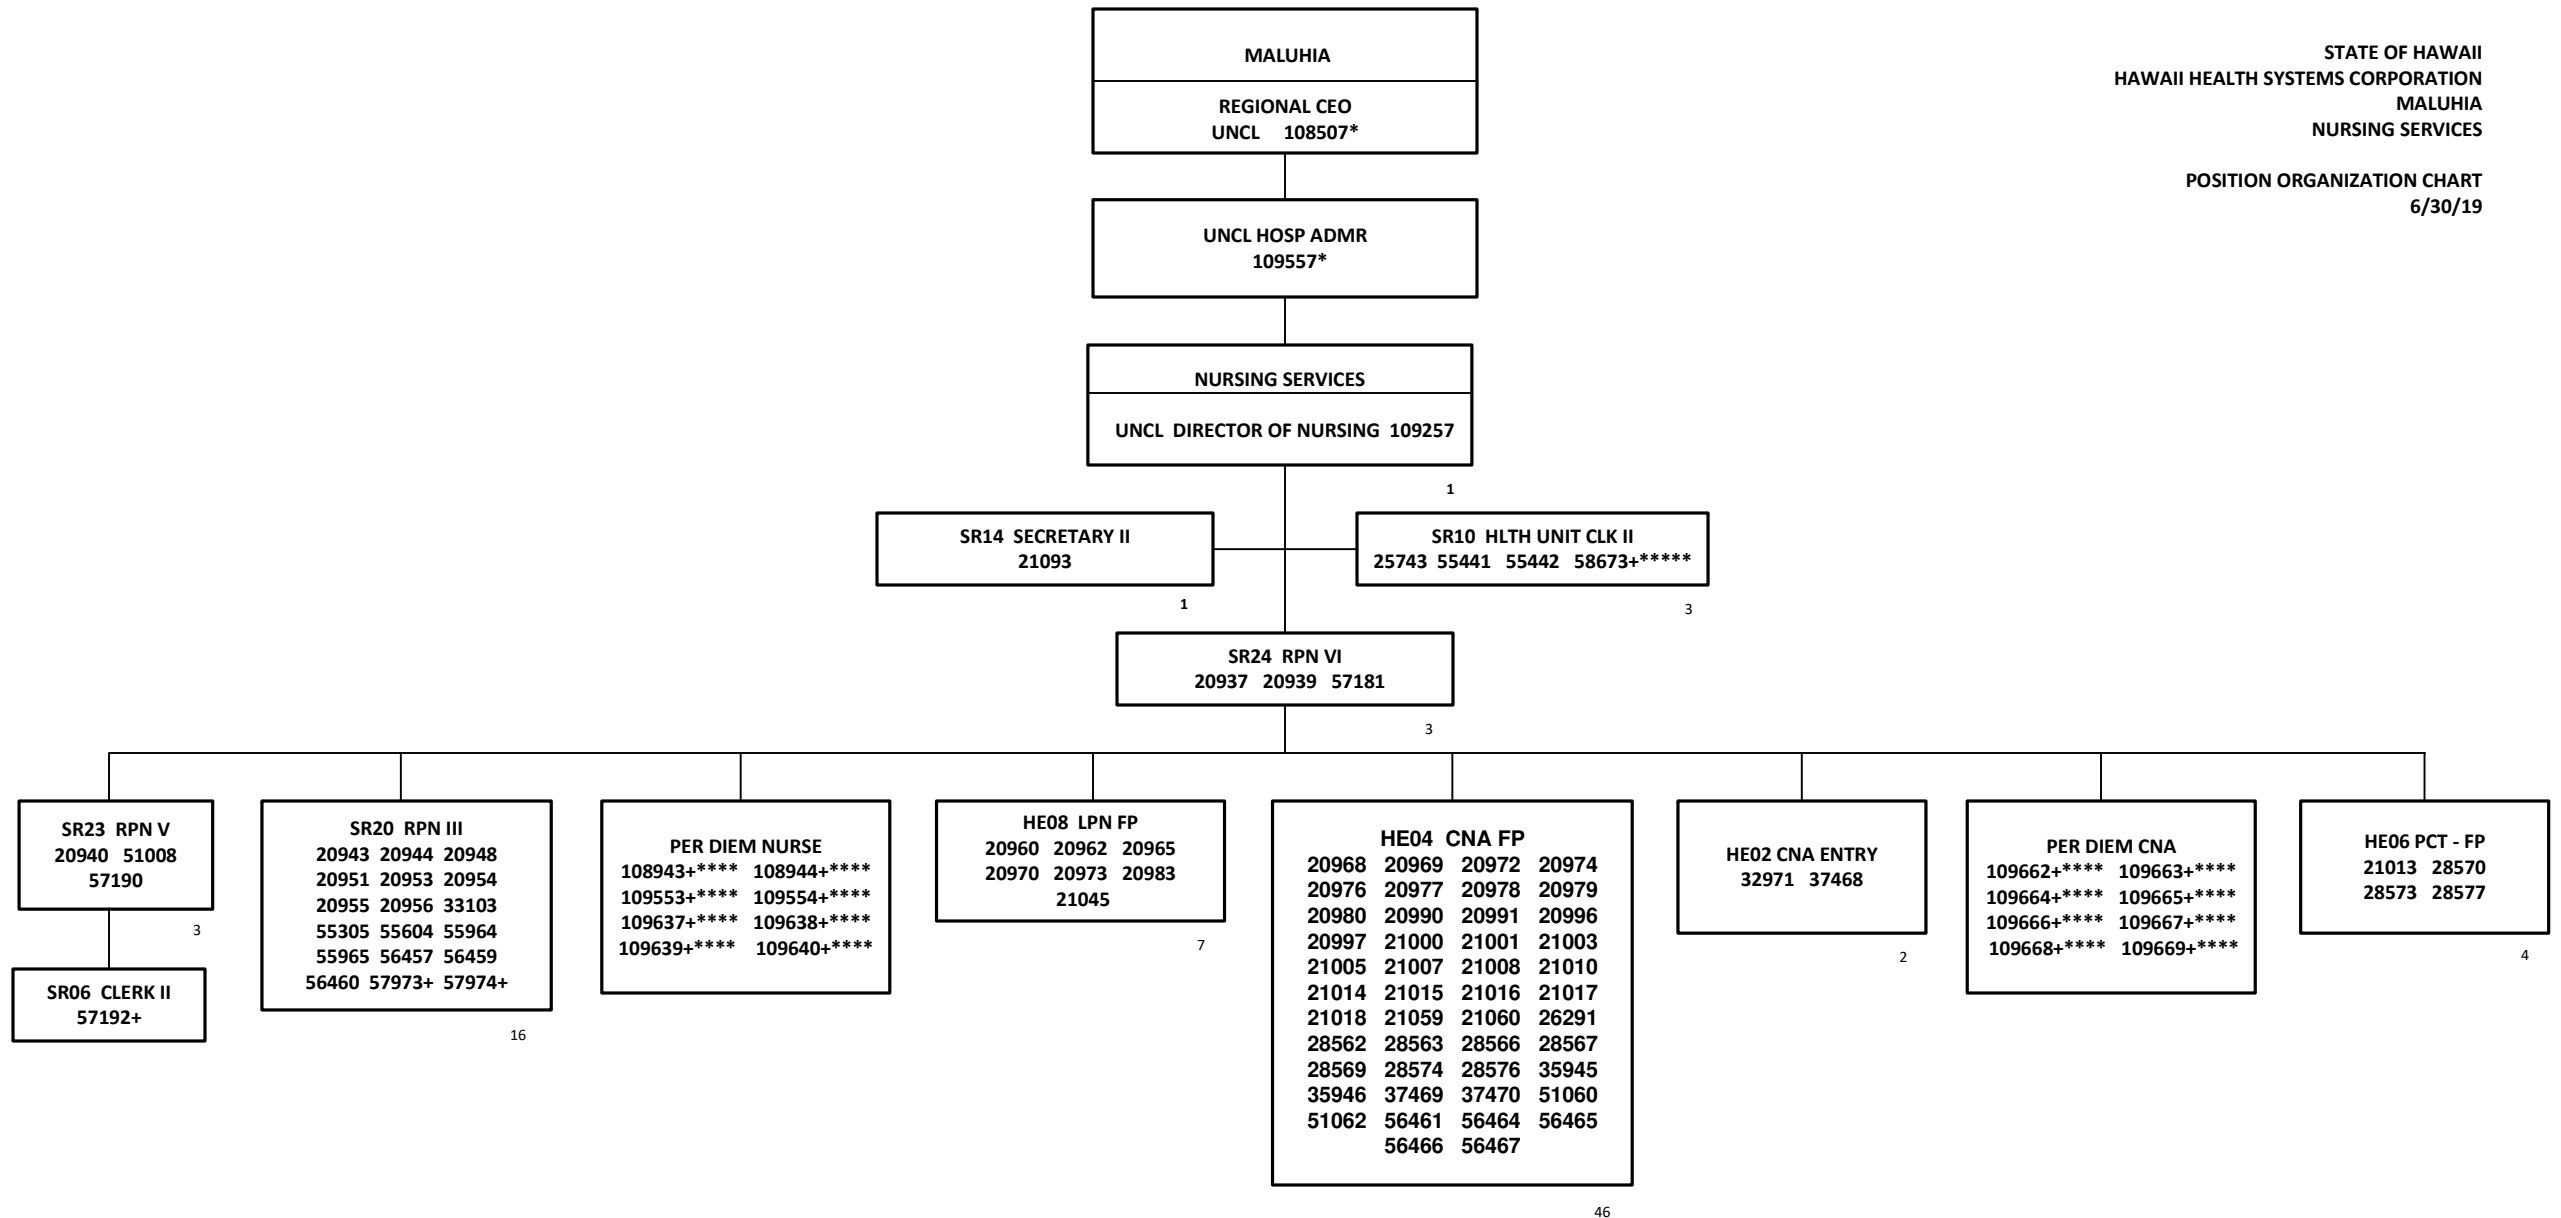 MALUHIA
REGIONAL CEO
UNCL 108507*
STATE OF HAWAII
HAWAII HEALTH SYSTEMS CORPORATION
MALUHIA
NURSING SERVICES
POSITION ORGANIZATION CHART
6/30/19
UNCL HOSP ADMR
109557*
NURSING SERVICES
UNCL DIRECTOR OF NURSING 109257
1
SR14 SECRETARY II
21093
1
SR10 HLTH UNIT CLK II
25743 55441 55442 58673+*****
3
SR24 RPN VI
20937 20939 57181
3
SR23 RPN V
20940 51008
57190
3
SR06 CLERK II
57192+
SR20 RPN III
20943 20944 20948
20951 20953 20954
20955 20956 33103
55305 55604 55964
55965 56457 56459
56460 57973+ 57974+
16
PER DIEM NURSE
108943+**** 108944+****
109553+**** 109554+****
109637+**** 109638+****
109639+**** 109640+****
HE08 LPN FP
20960 20962 20965
20970 20973 20983
21045
7
HE04 CNA FP
20968 20969 20972 20974
20976 20977 20978 20979
20980 20990 20991 20996
20997 21000 21001 21003
21005 21007 21008 21010
21014 21015 21016 21017
21018 21059 21060 26291
28562 28563 28566 28567
28569 28574 28576 35945
35946 37469 37470 51060
51062 56461 56464 56465
56466 56467
46
HE02 CNA ENTRY
32971 37468
2
PER DIEM CNA
109662+**** 109663+****
109664+**** 109665+****
109666+**** 109667+****
109668+**** 109669+****
HE06 PCT - FP
21013 28570
28573 28577
4